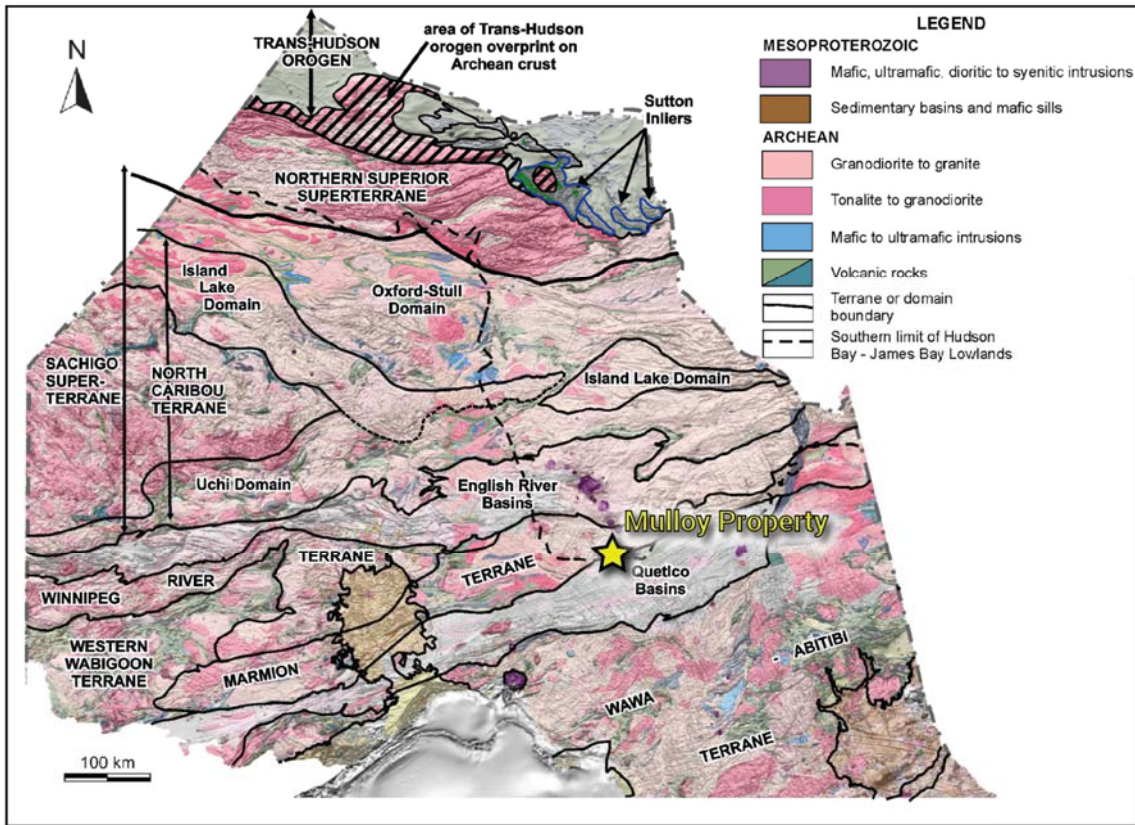 LEGEND
MESOPROTEROZOIC
Mafic, ultramafic, dioritic to syenitic intrusions
Sedimentary basins and mafic sills
ARCHEAN
Granodiorite to granite
Tonalite to granodiorite
Mafic to ultramafic intrusions
Volcanic rocks
Terrane or domain
boundary
Southern limit of Hudson
Bay - James Bay Lowlands
N
TRANS-HUDSON
OROGEN
area of Trans-Hudson
orogen overprint on
Archean crust
Sutton
Inliers
NORTHERN SUPERIOR
SUPERTERRANE
Island
Lake
Domain
Oxford-Stull
Domain
SACHIGO
SUPER-
TERRANE
NORTH
CARIBOU
TERRANE
Island Lake Domain
Uchi Domain
English River
Basins
Mulloy Property
TERRANE
TERRANE
RIVER
WINNIPEG
Quetico
Basins
WESTERN
WABIGOON
TERRANE
MARMION
ABITIBI
WAWA
TERRANE
100 km